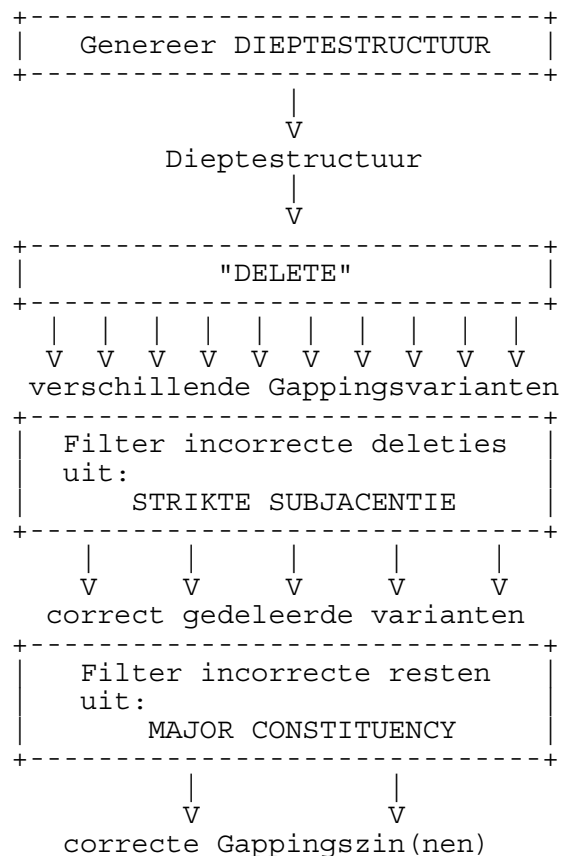 Genereer DIEPTESTRUCTUUR
Dieptestructuur
"DELETE"
verschillende Gappingsvarianten
Filter incorrecte deleties
uit:
STRIKTE SUBJACENTIE
correct gedeleerde varianten
Filter incorrecte resten
uit:
MAJOR CONSTITUENCY
correcte Gappingszin(nen)